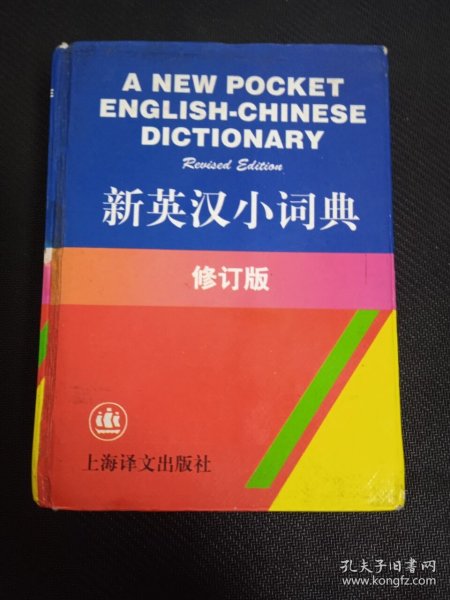 A NEW POCKET
ENGLISH-CHINESE
DICTIONARY
Revised Edition
新英汉小词典
修订版
上海译文出版社
孔夫子旧书网
www.kongfz.com